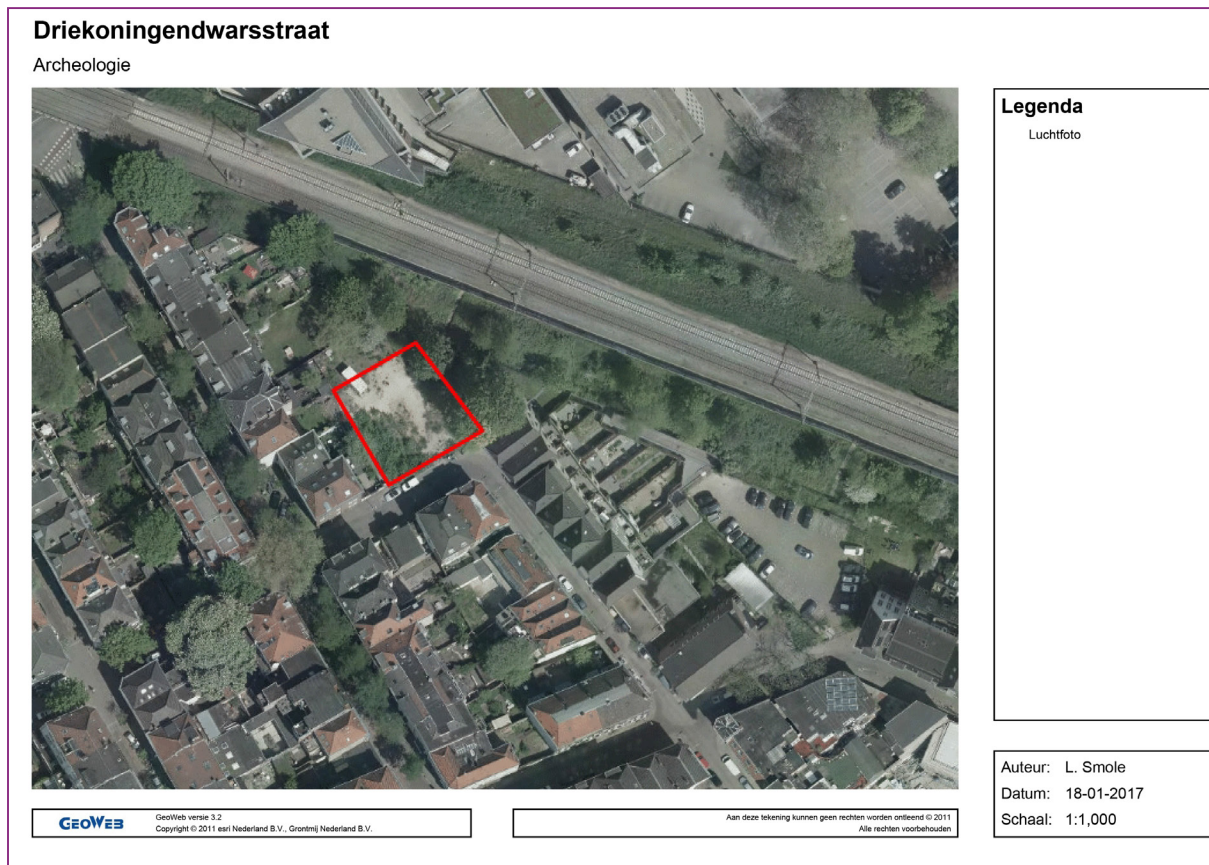 Driekoningendwarsstraat
Archeologie
Legenda
Luchtfoto
Auteur: L. Smole
Datum: 18-01-2017
Schaal: 1:1,000
GEOWEB
GeoWeb versie 3.2
Copyright © 2011 esri Nederland B.V., Grontmij Nederland B.V.
Aan deze tekening kunnen geen rechten worden ontleend © 2011
Alle rechten voorbehouden